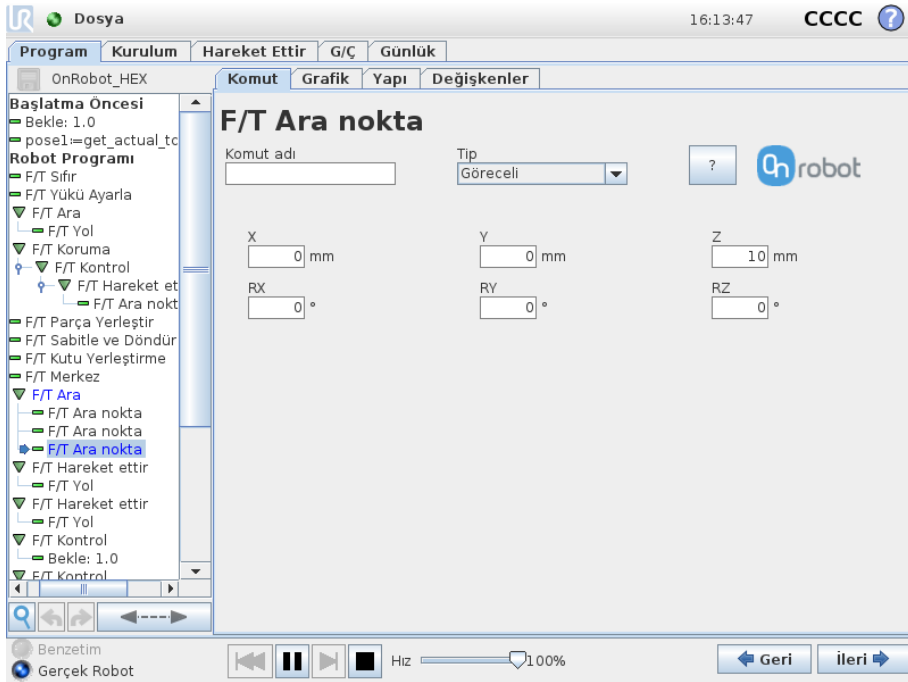 Dosya
16:13:47
CCCC
?
Program
Kurulum
Hareket Ettir
G/Ç
Günlük
OnRobot_HEX
Komut
Grafik
Yapı
Değişkenler
Başlatma Öncesi
Bekle: 1.0
pose1≔get_actual_tc
Robot Programı
F/T Sıfır
F/T Yükü Ayarla
F/T Ara
F/T Yol
F/T Koruma
F/T Kontrol
F/T Hareket et
F/T Ara nokt
F/T Parça Yerleştir
F/T Sabitle ve Döndür
F/T Kutu Yerleştirme
F/T Merkez
F/T Ara
F/T Ara nokta
F/T Ara nokta
F/T Ara nokta
F/T Hareket ettir
F/T Yol
F/T Hareket ettir
F/T Yol
F/T Kontrol
Bekle: 1.0
F/T Kontrol
F/T Ara nokta
Komut adı
Tip
Göreceli
?
On robot
X
0 mm
Y
0 mm
Z
10 mm
RX
0 °
RY
0 °
RZ
0 °
Benzetim
Gerçek Robot
Hız
100%
Geri
İleri